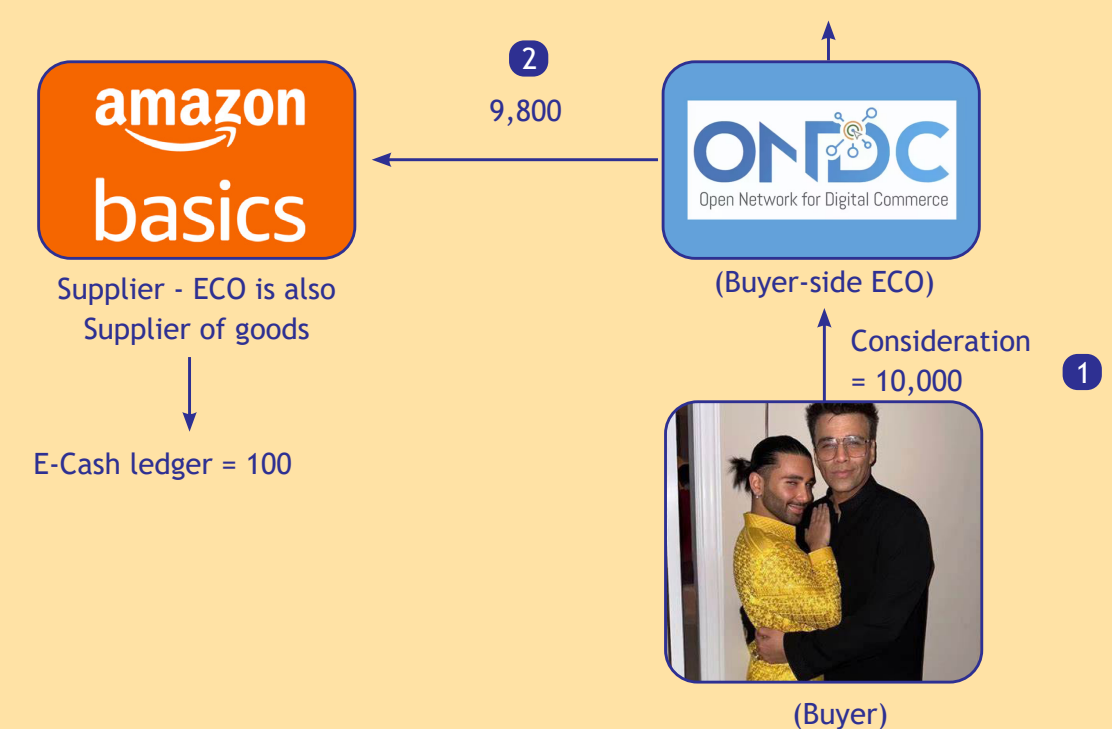 2
9,800
amazon
basics
ONDC
Open Network for Digital Commerce
Supplier - ECO is also
Supplier of goods
(Buyer-side ECO)
Consideration
= 10,000
1
E-Cash ledger = 100
(Buyer)